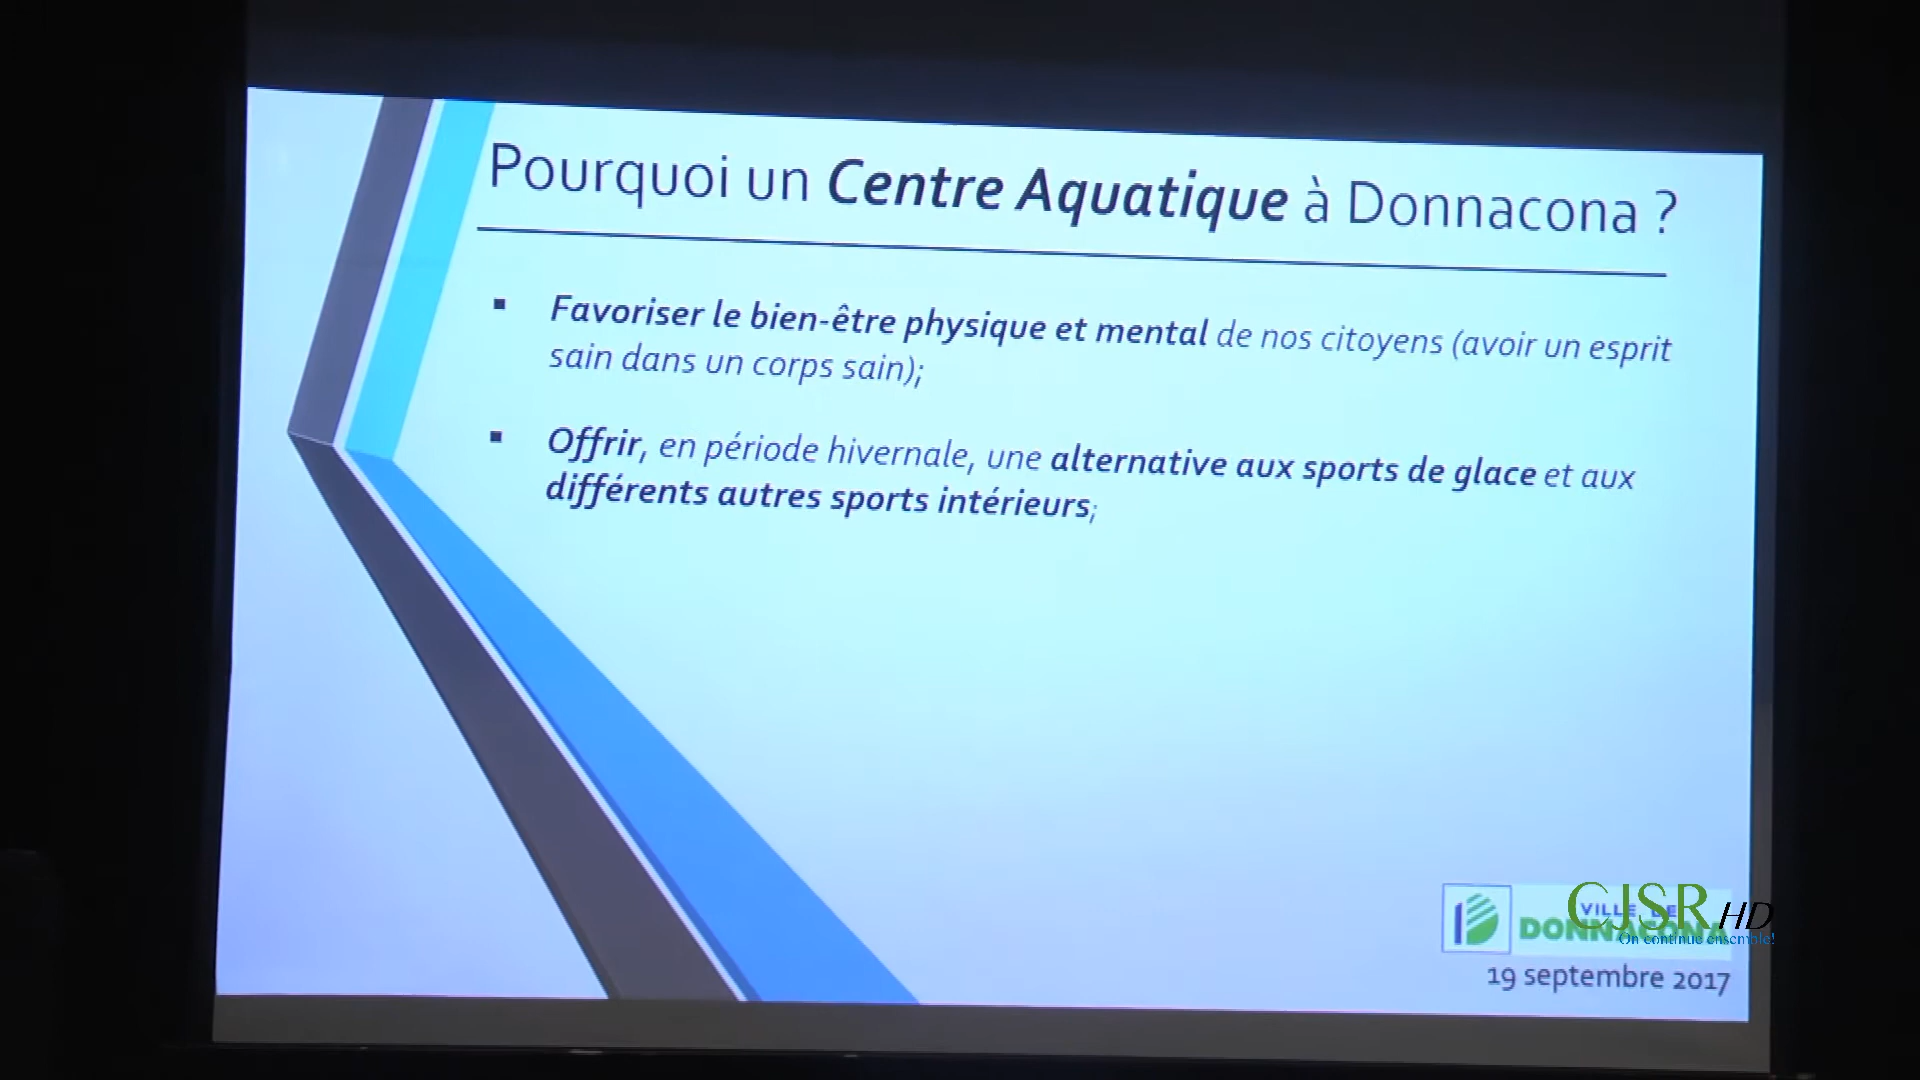 Pourquoi un Centre Aquatique à Donnacona ?
▪ Favoriser le bien-être physique et mental de nos citoyens (avoir un esprit
sain dans un corps sain);
▪ Offrir, en période hivernale, une alternative aux sports de glace et aux
différents autres sports intérieurs;
CJSR HD
VILLE DE
DONNACONA
On continue ensemble!
19 septembre 2017